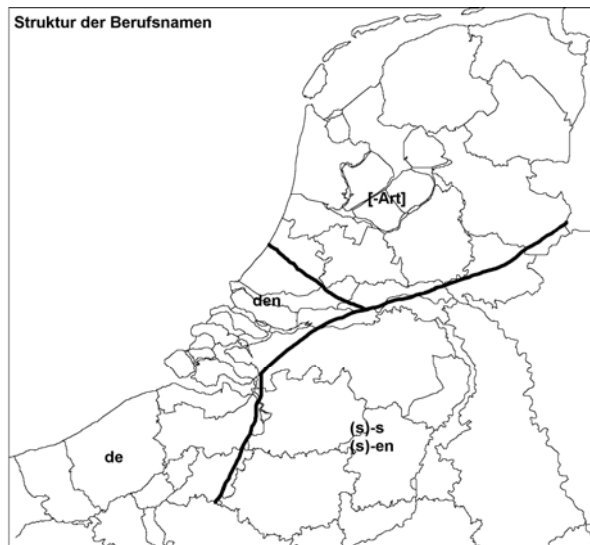 Struktur der Berufsnamen
[-Art]
den
(s)-s
(s)-en
de